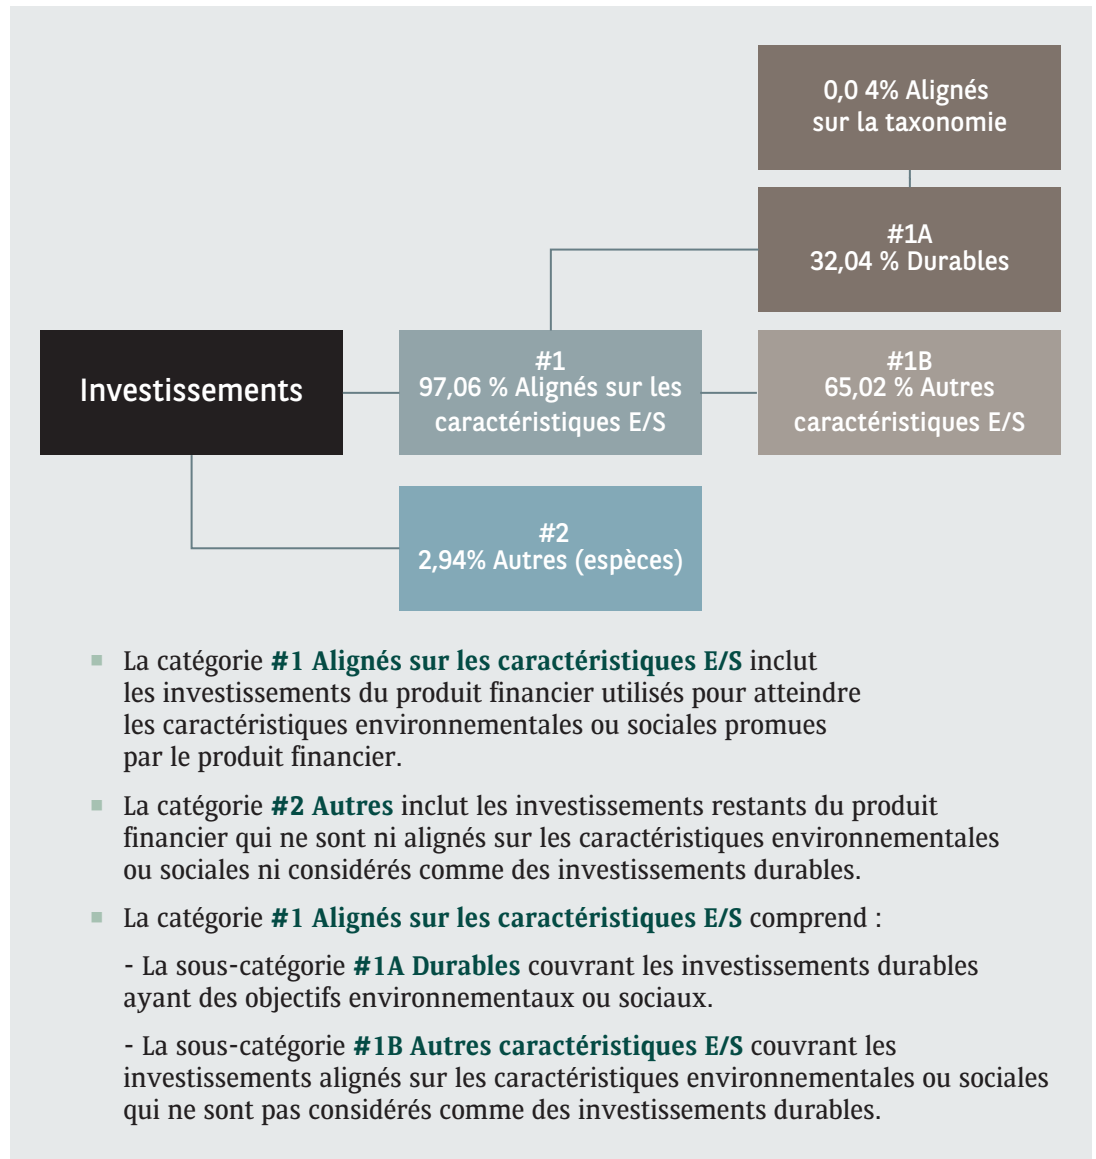 0,0 4% Alignés
sur la taxonomie
#1A
32,04 % Durables
Investissements
#1
97,06 % Alignés sur les
caractéristiques E/S
#1B
65,02 % Autres
caractéristiques E/S
#2
2,94% Autres (espèces)
▪ La catégorie #1 Alignés sur les caractéristiques E/S inclut
les investissements du produit financier utilisés pour atteindre
les caractéristiques environnementales ou sociales promues
par le produit financier.
▪ La catégorie #2 Autres inclut les investissements restants du produit
financier qui ne sont ni alignés sur les caractéristiques environnementales
ou sociales ni considérés comme des investissements durables.
▪ La catégorie #1 Alignés sur les caractéristiques E/S comprend :
- La sous-catégorie #1A Durables couvrant les investissements durables
ayant des objectifs environnementaux ou sociaux.
- La sous-catégorie #1B Autres caractéristiques E/S couvrant les
investissements alignés sur les caractéristiques environnementales ou sociales
qui ne sont pas considérés comme des investissements durables.